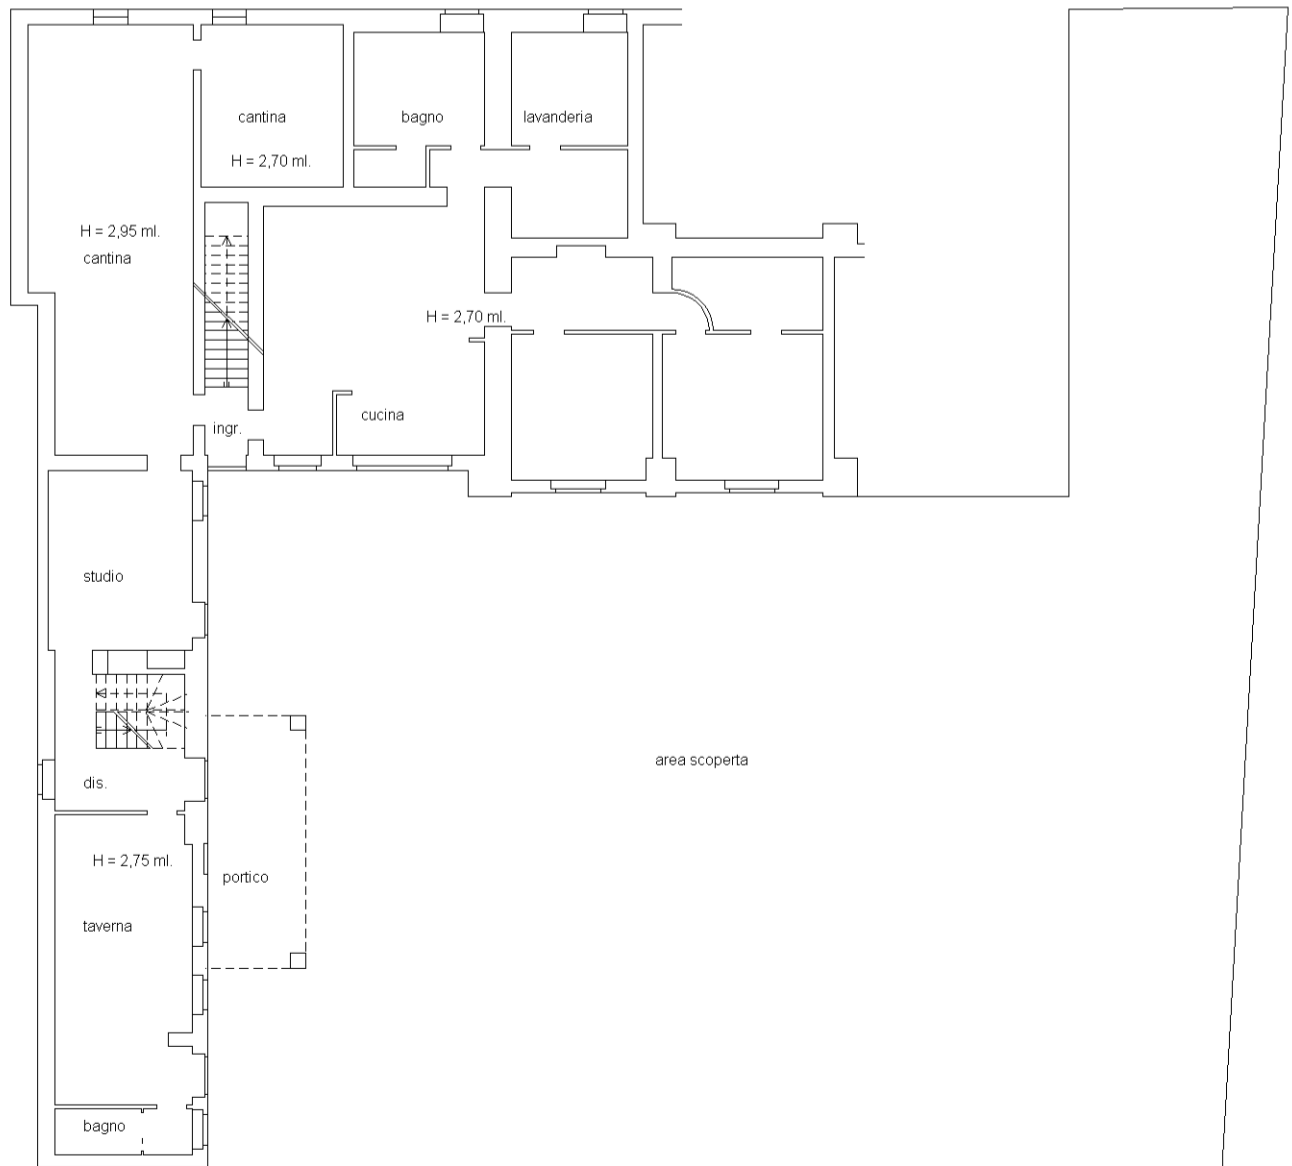 cantina
bagno
lavanderia
H = 2,70 ml.
H = 2,95 ml.
cantina
H = 2,70 ml.
cucina
ingr.
studio
area scoperta
dis.
H = 2,75 ml.
portico
taverna
bagno